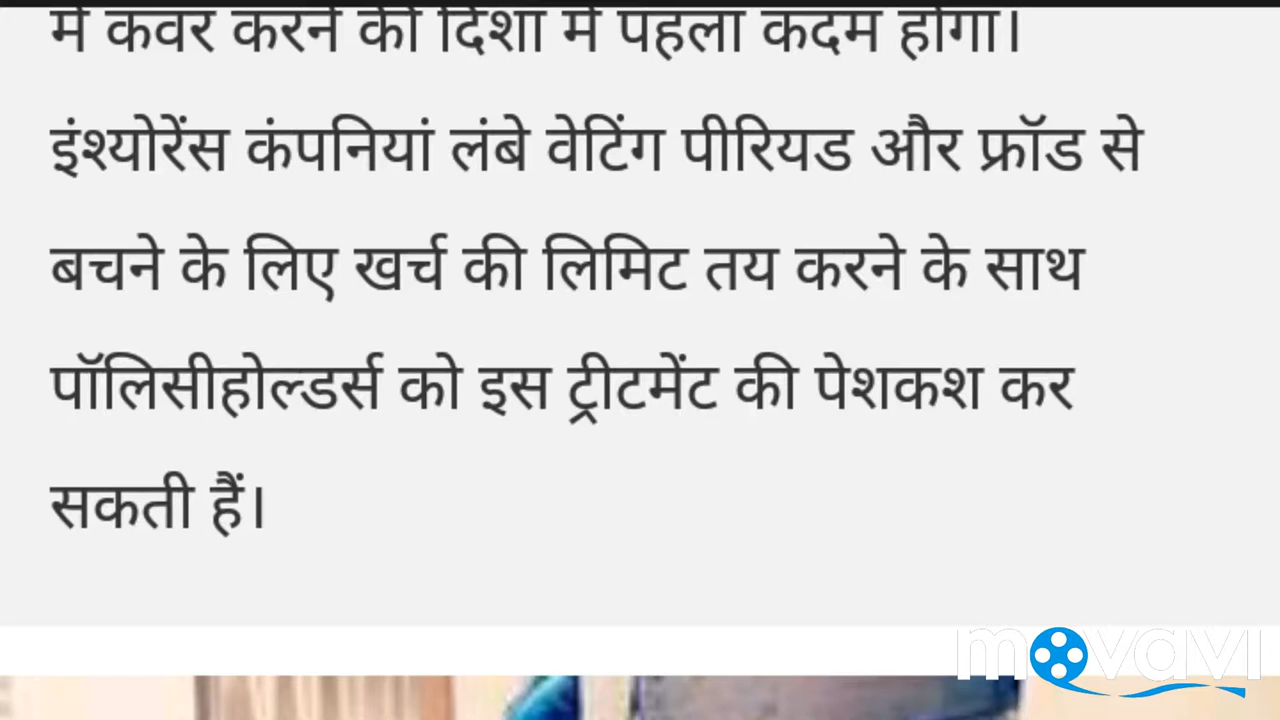 में कवर करने की दिशा में पहला कदम होगा।
इंश्योरेंस कंपनियां लंबे वेटिंग पीरियड और फ्रॉड से
बचने के लिए खर्च की लिमिट तय करने के साथ
पॉलिसीहोल्डर्स को इस ट्रीटमेंट की पेशकश कर
सकती हैं।
movavi